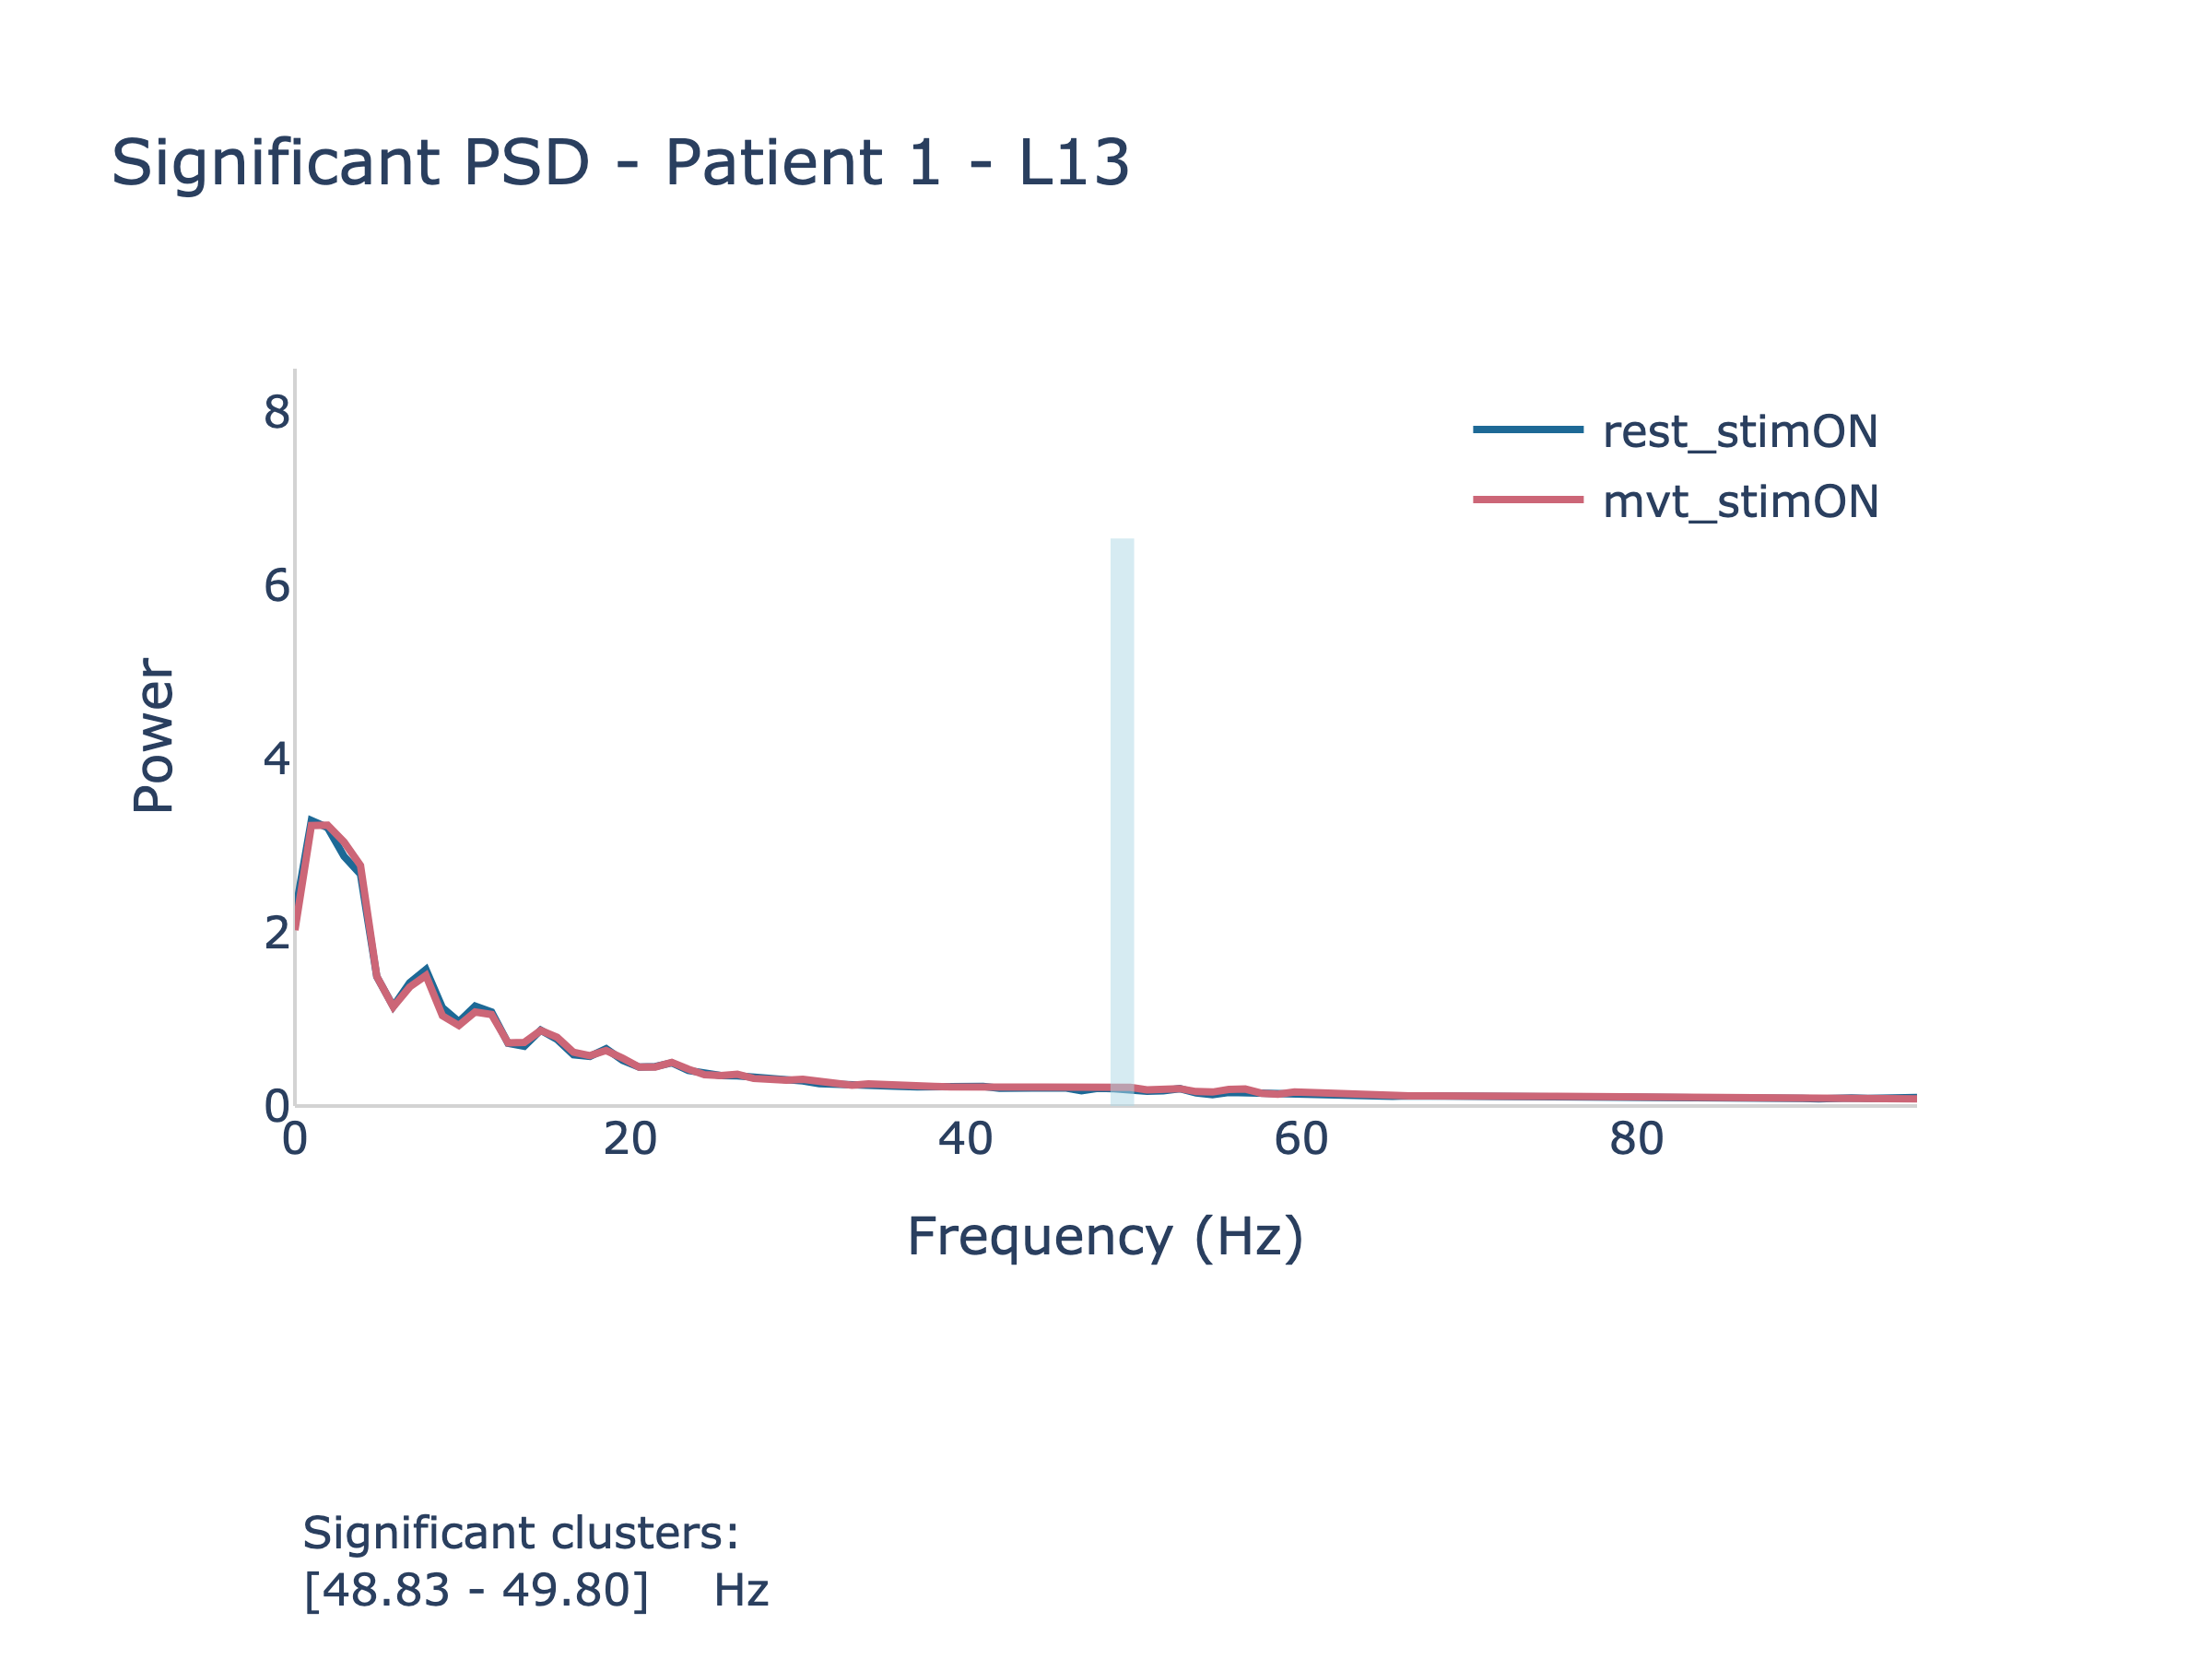 Significant PSD - Patient 1 - L13
8
6
4
2
0
Power
rest_stimON
mvt_stimON
0 20 40 60 80
Frequency (Hz)
Significant clusters:
[48.83 - 49.80] Hz